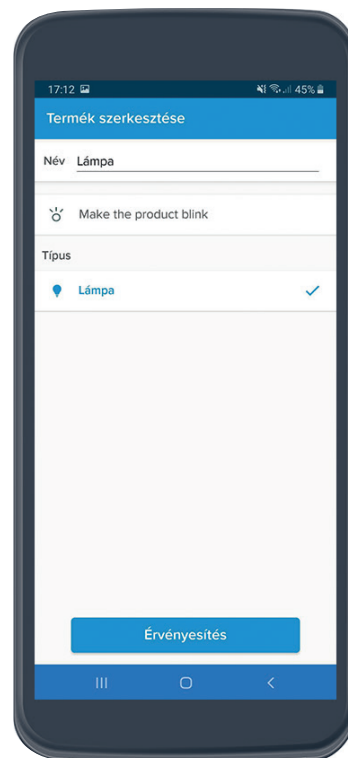 17:12 45%
Termék szerkesztése
Név Lámpa
Make the product blink
Típus
Lámpa
Érvényesítés